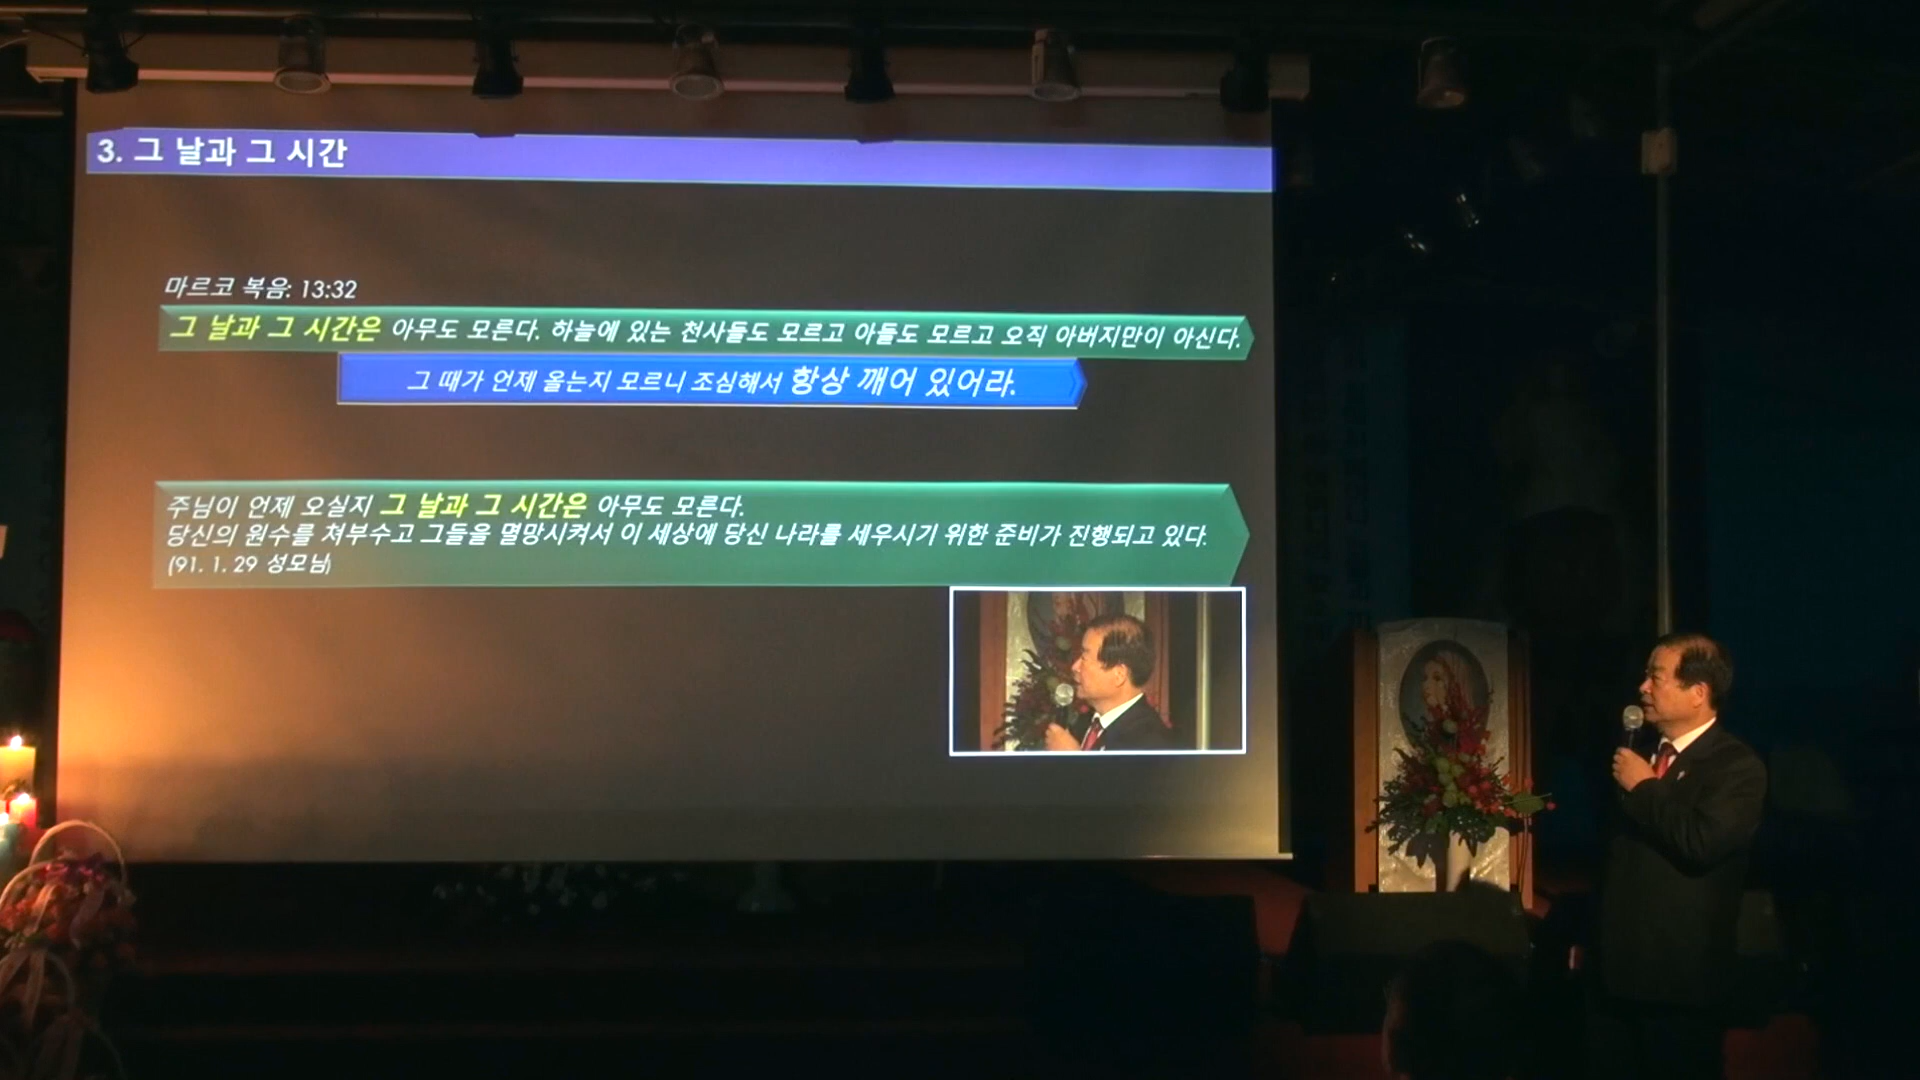 3. 그 날과 그 시간
마르코 복음: 13:32
그 날과 그 시간은 아무도 모른다. 하늘에 있는 천사들도 모르고 아들도 모르고 오직 아버지만이 아신다.
그 때가 언제 올는지 모르니 조심해서 항상 깨어 있어라.
주님이 언제 오실지 그 날과 그 시간은 아무도 모른다.
당신의 원수를 쳐부수고 그들을 멸망시켜서 이 세상에 당신 나라를 세우시기 위한 준비가 진행되고 있다.
(91. 1. 29 성모님)